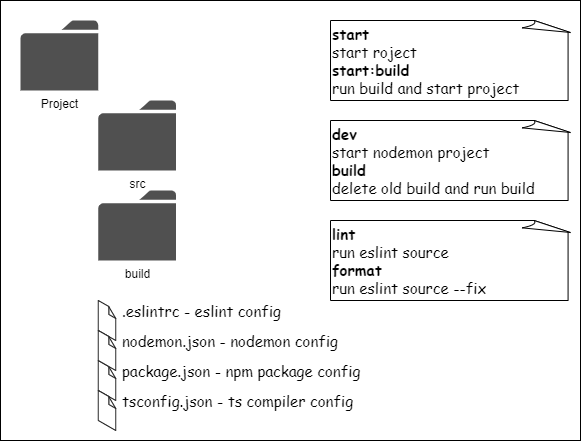 Project
src
build
.eslintrc - eslint config
nodemon.json - nodemon config
package.json - npm package config
tsconfig.json - ts compiler config
start
start roject
start:build
run build and start project
dev
start nodemon project
build
delete old build and run build
lint
run eslint source
format
run eslint source --fix